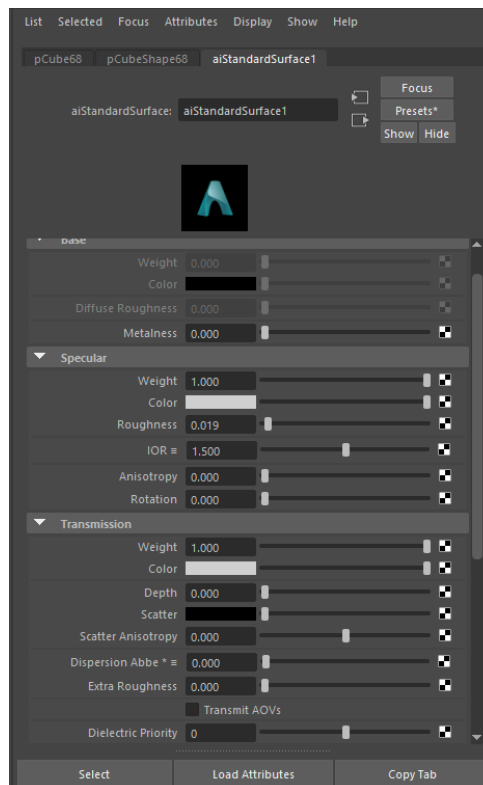 List Selected Focus Attributes Display Show Help
pCube68 pCubeShape68 aiStandardSurface1
Focus
aiStandardSurface: aiStandardSurface1 Presets*
Show Hide
Base
Weight 0.000
Color
Diffuse Roughness 0.000
Metalness 0.000
Specular
Weight 1.000
Color
Roughness 0.019
IOR ≡ 1.500
Anisotropy 0.000
Rotation 0.000
Transmission
Weight 1.000
Color
Depth 0.000
Scatter
Scatter Anisotropy 0.000
Dispersion Abbe * ≡ 0.000
Extra Roughness 0.000
Transmit AOVs
Dielectric Priority 0
Select Load Attributes Copy Tab